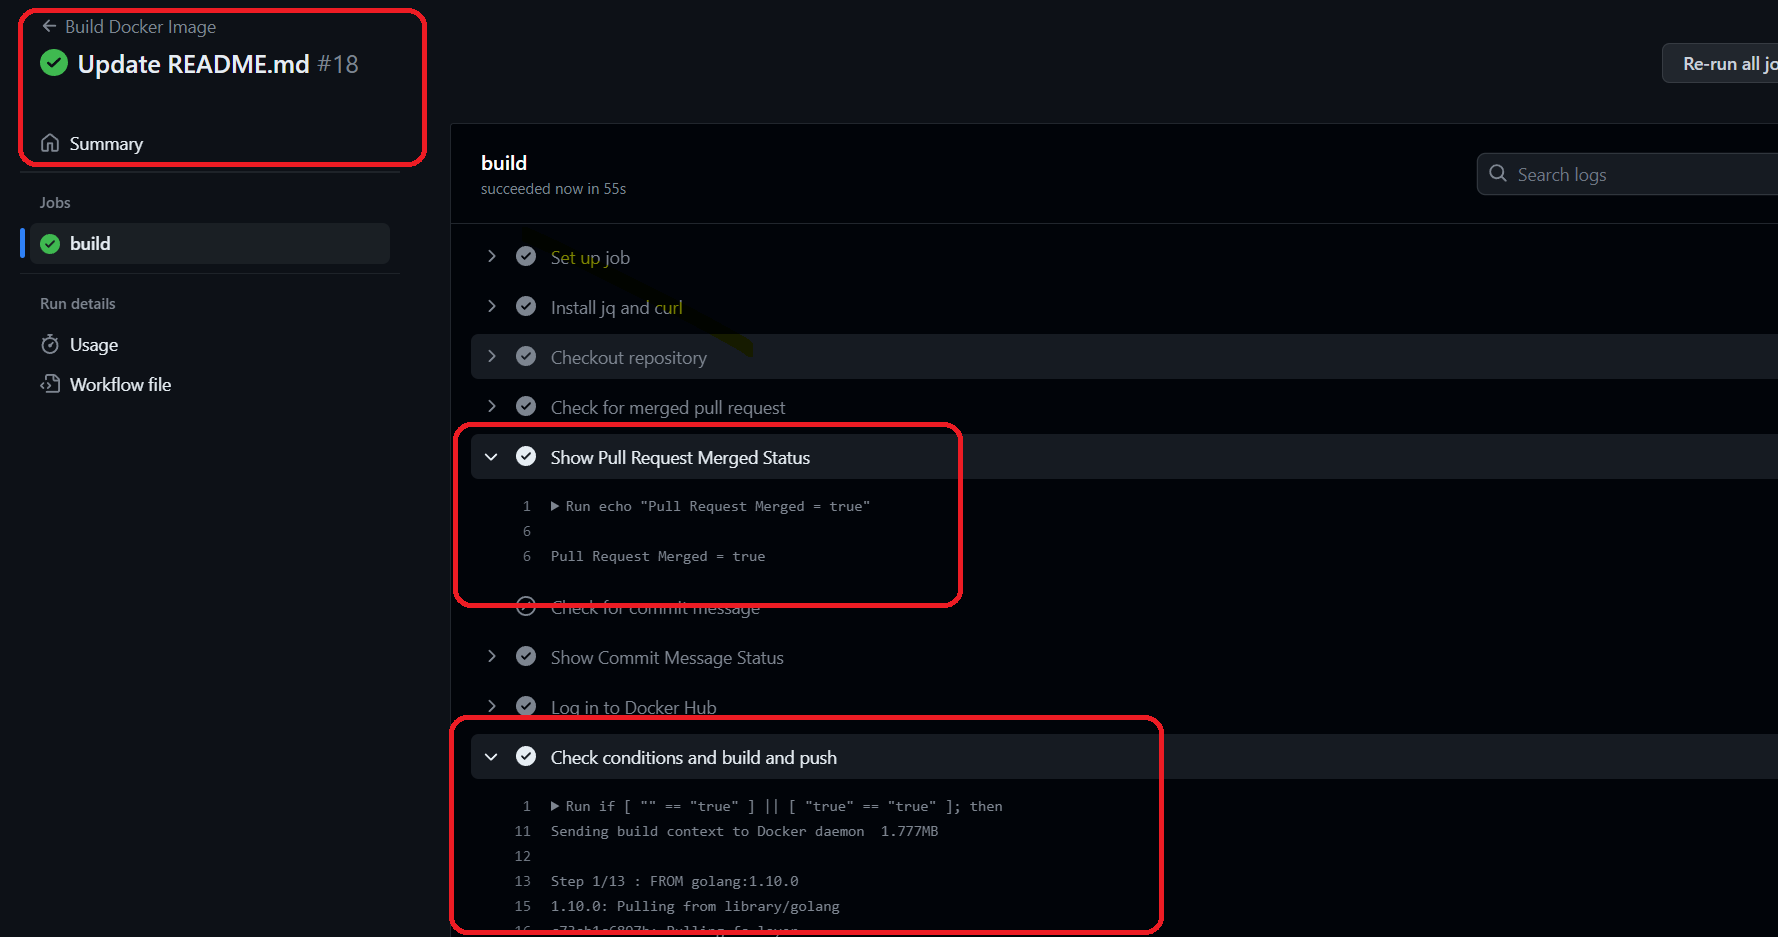 Build Docker Image
Update README.md #18
Re-run all jo
Summary
build
succeeded now in 55s
Search logs
Jobs
build
Run details
Usage
Workflow file
Set up job
Install jq and curl
Checkout repository
Check for merged pull request
Show Pull Request Merged Status
1 Run echo "Pull Request Merged = true"
6
6 Pull Request Merged = true
Check for commit message
Show Commit Message Status
Log in to Docker Hub
Check conditions and build and push
1 Run if [ "" == "true" ] || [ "true" == "true" ]; then
11 Sending build context to Docker daemon 1.777MB
12
13 Step 1/13 : FROM golang:1.10.0
15 1.10.0: Pulling from library/golang
16 Pulling fs layer